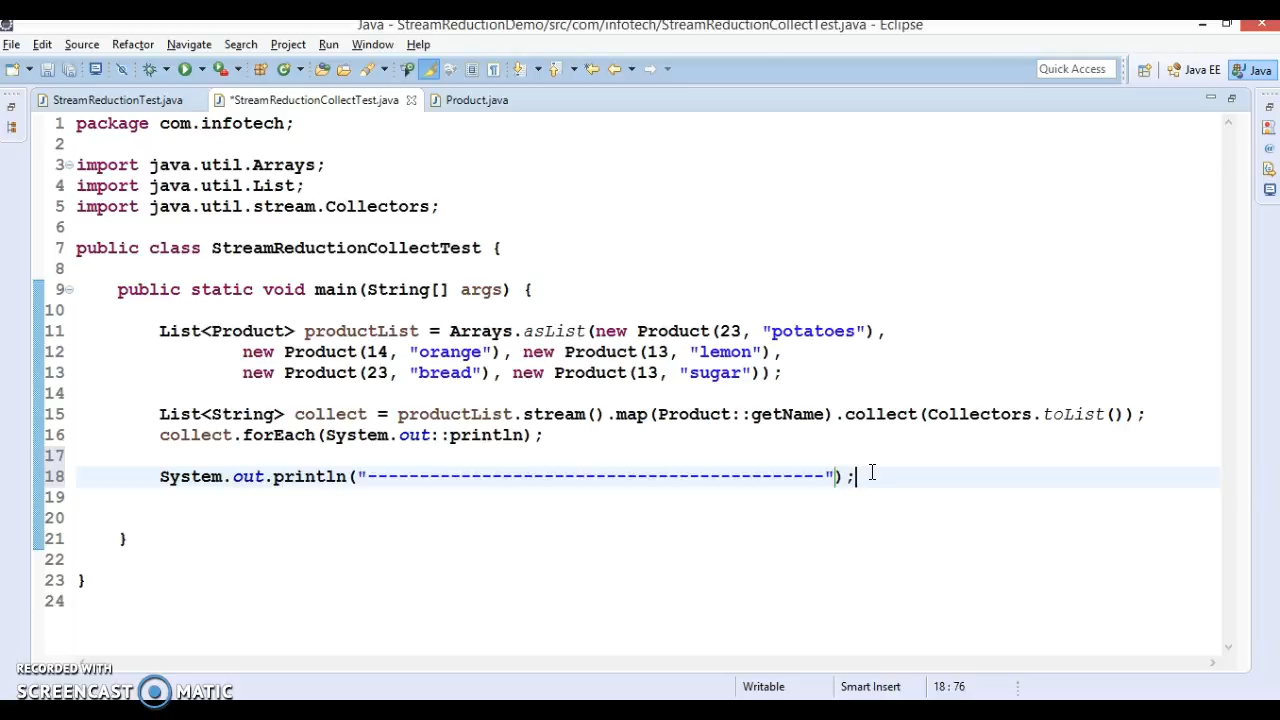 Java - StreamReductionDemo/src/com/infotech/StreamReductionCollectTest.java - Eclipse
File Edit Source Refactor Navigate Search Project Run Window Help
Quick Access Java EE Java
StreamReductionTest.java *StreamReductionCollectTest.java Product.java
1 package com.infotech;
2
3 import java.util.Arrays;
4 import java.util.List;
5 import java.util.stream.Collectors;
6
7 public class StreamReductionCollectTest {
8
9 public static void main(String[] args) {
10
11 List<Product> productList = Arrays.asList(new Product(23, "potatoes"),
12 new Product(14, "orange"), new Product(13, "lemon"),
13 new Product(23, "bread"), new Product(13, "sugar"));
14
15 List<String> collect = productList.stream().map(Product::getName).collect(Collectors.toList());
16 collect.forEach(System.out::println);
17
18 System.out.println("--------------------------------------------");
19
20
21 }
22
23 }
24
RECORDED WITH
SCREENCAST MATIC
Writable Smart Insert 18 : 76